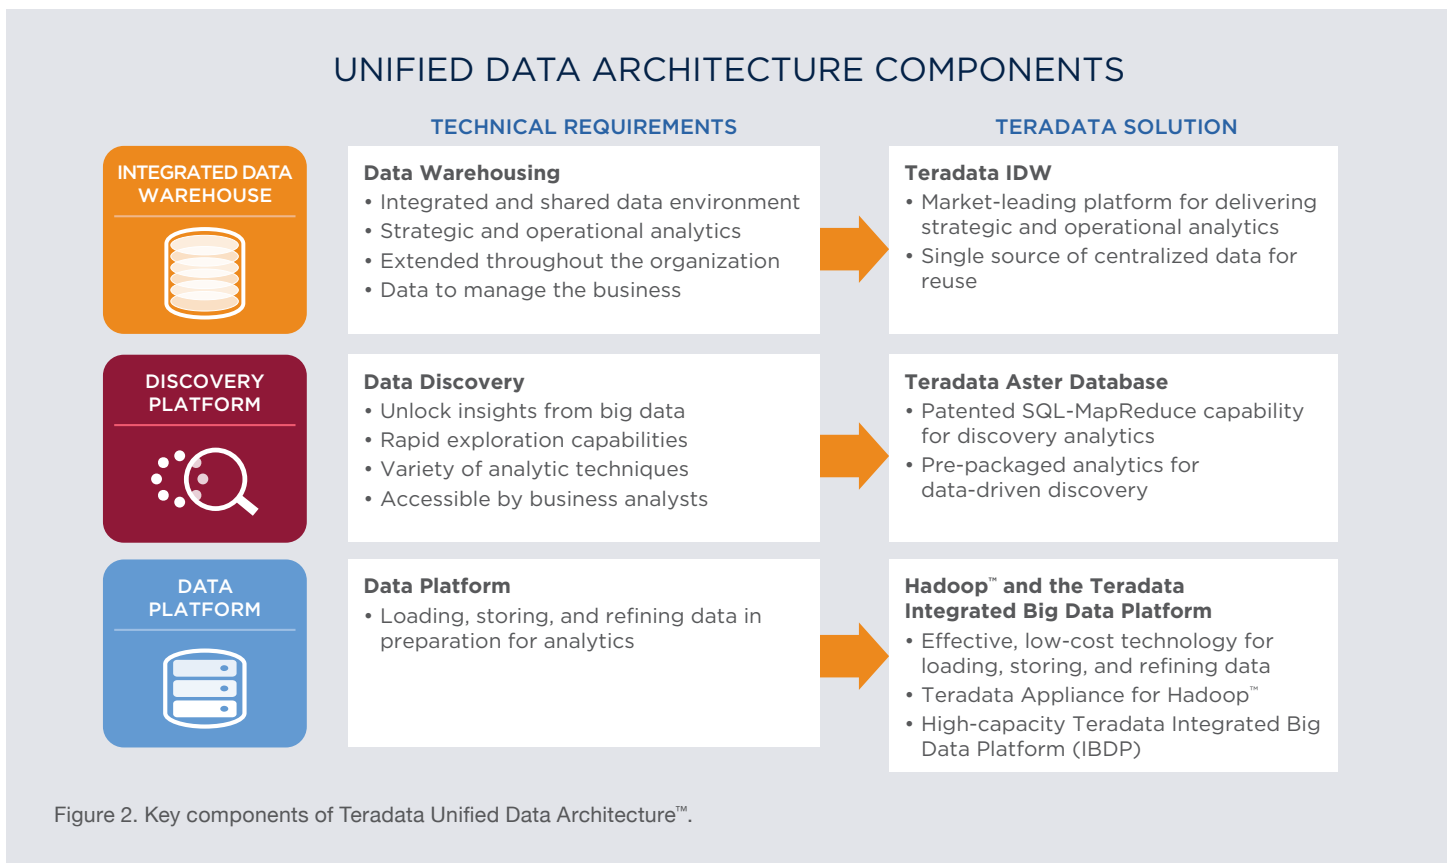 UNIFIED DATA ARCHITECTURE COMPONENTS
TECHNICAL REQUIREMENTS
TERADATA SOLUTION
INTEGRATED DATA
WAREHOUSE
Data Warehousing
• Integrated and shared data environment
• Strategic and operational analytics
• Extended throughout the organization
• Data to manage the business
Teradata IDW
• Market-leading platform for delivering
strategic and operational analytics
• Single source of centralized data for
reuse
DISCOVERY
PLATFORM
Data Discovery
• Unlock insights from big data
• Rapid exploration capabilities
• Variety of analytic techniques
• Accessible by business analysts
Teradata Aster Database
• Patented SQL-MapReduce capability
for discovery analytics
• Pre-packaged analytics for
data-driven discovery
DATA
PLATFORM
Data Platform
• Loading, storing, and refining data in
preparation for analytics
Hadoop™ and the Teradata
Integrated Big Data Platform
• Effective, low-cost technology for
loading, storing, and refining data
• Teradata Appliance for Hadoop™
• High-capacity Teradata Integrated Big
Data Platform (IBDP)
Figure 2. Key components of Teradata Unified Data Architecture™.